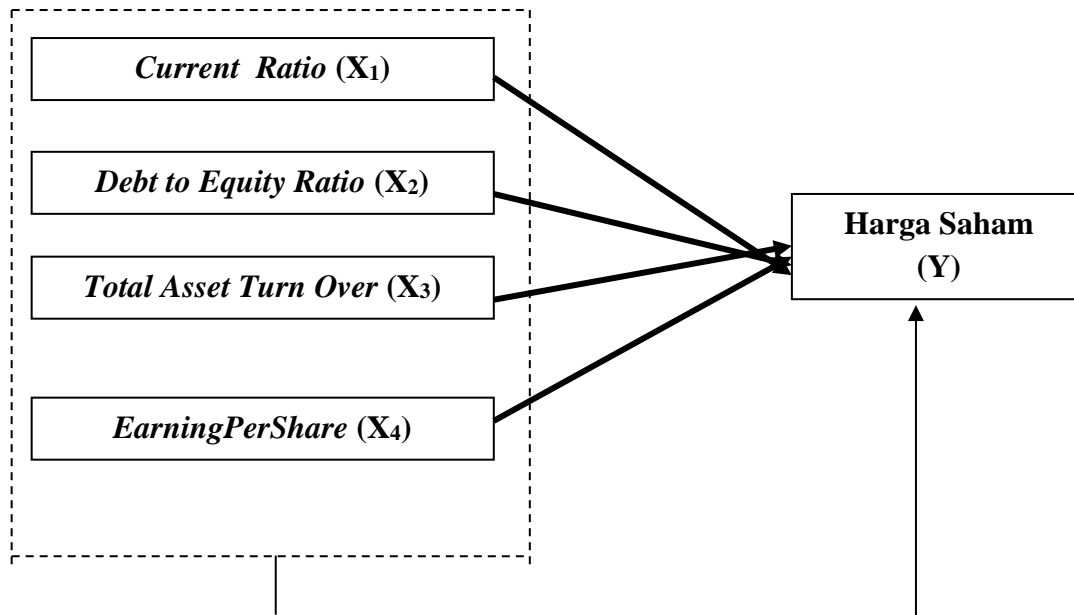 Current Ratio (X₁)
Debt to Equity Ratio (X₂)
Total Asset Turn Over (X₃)
EarningPerShare (X₄)
Harga Saham
(Y)